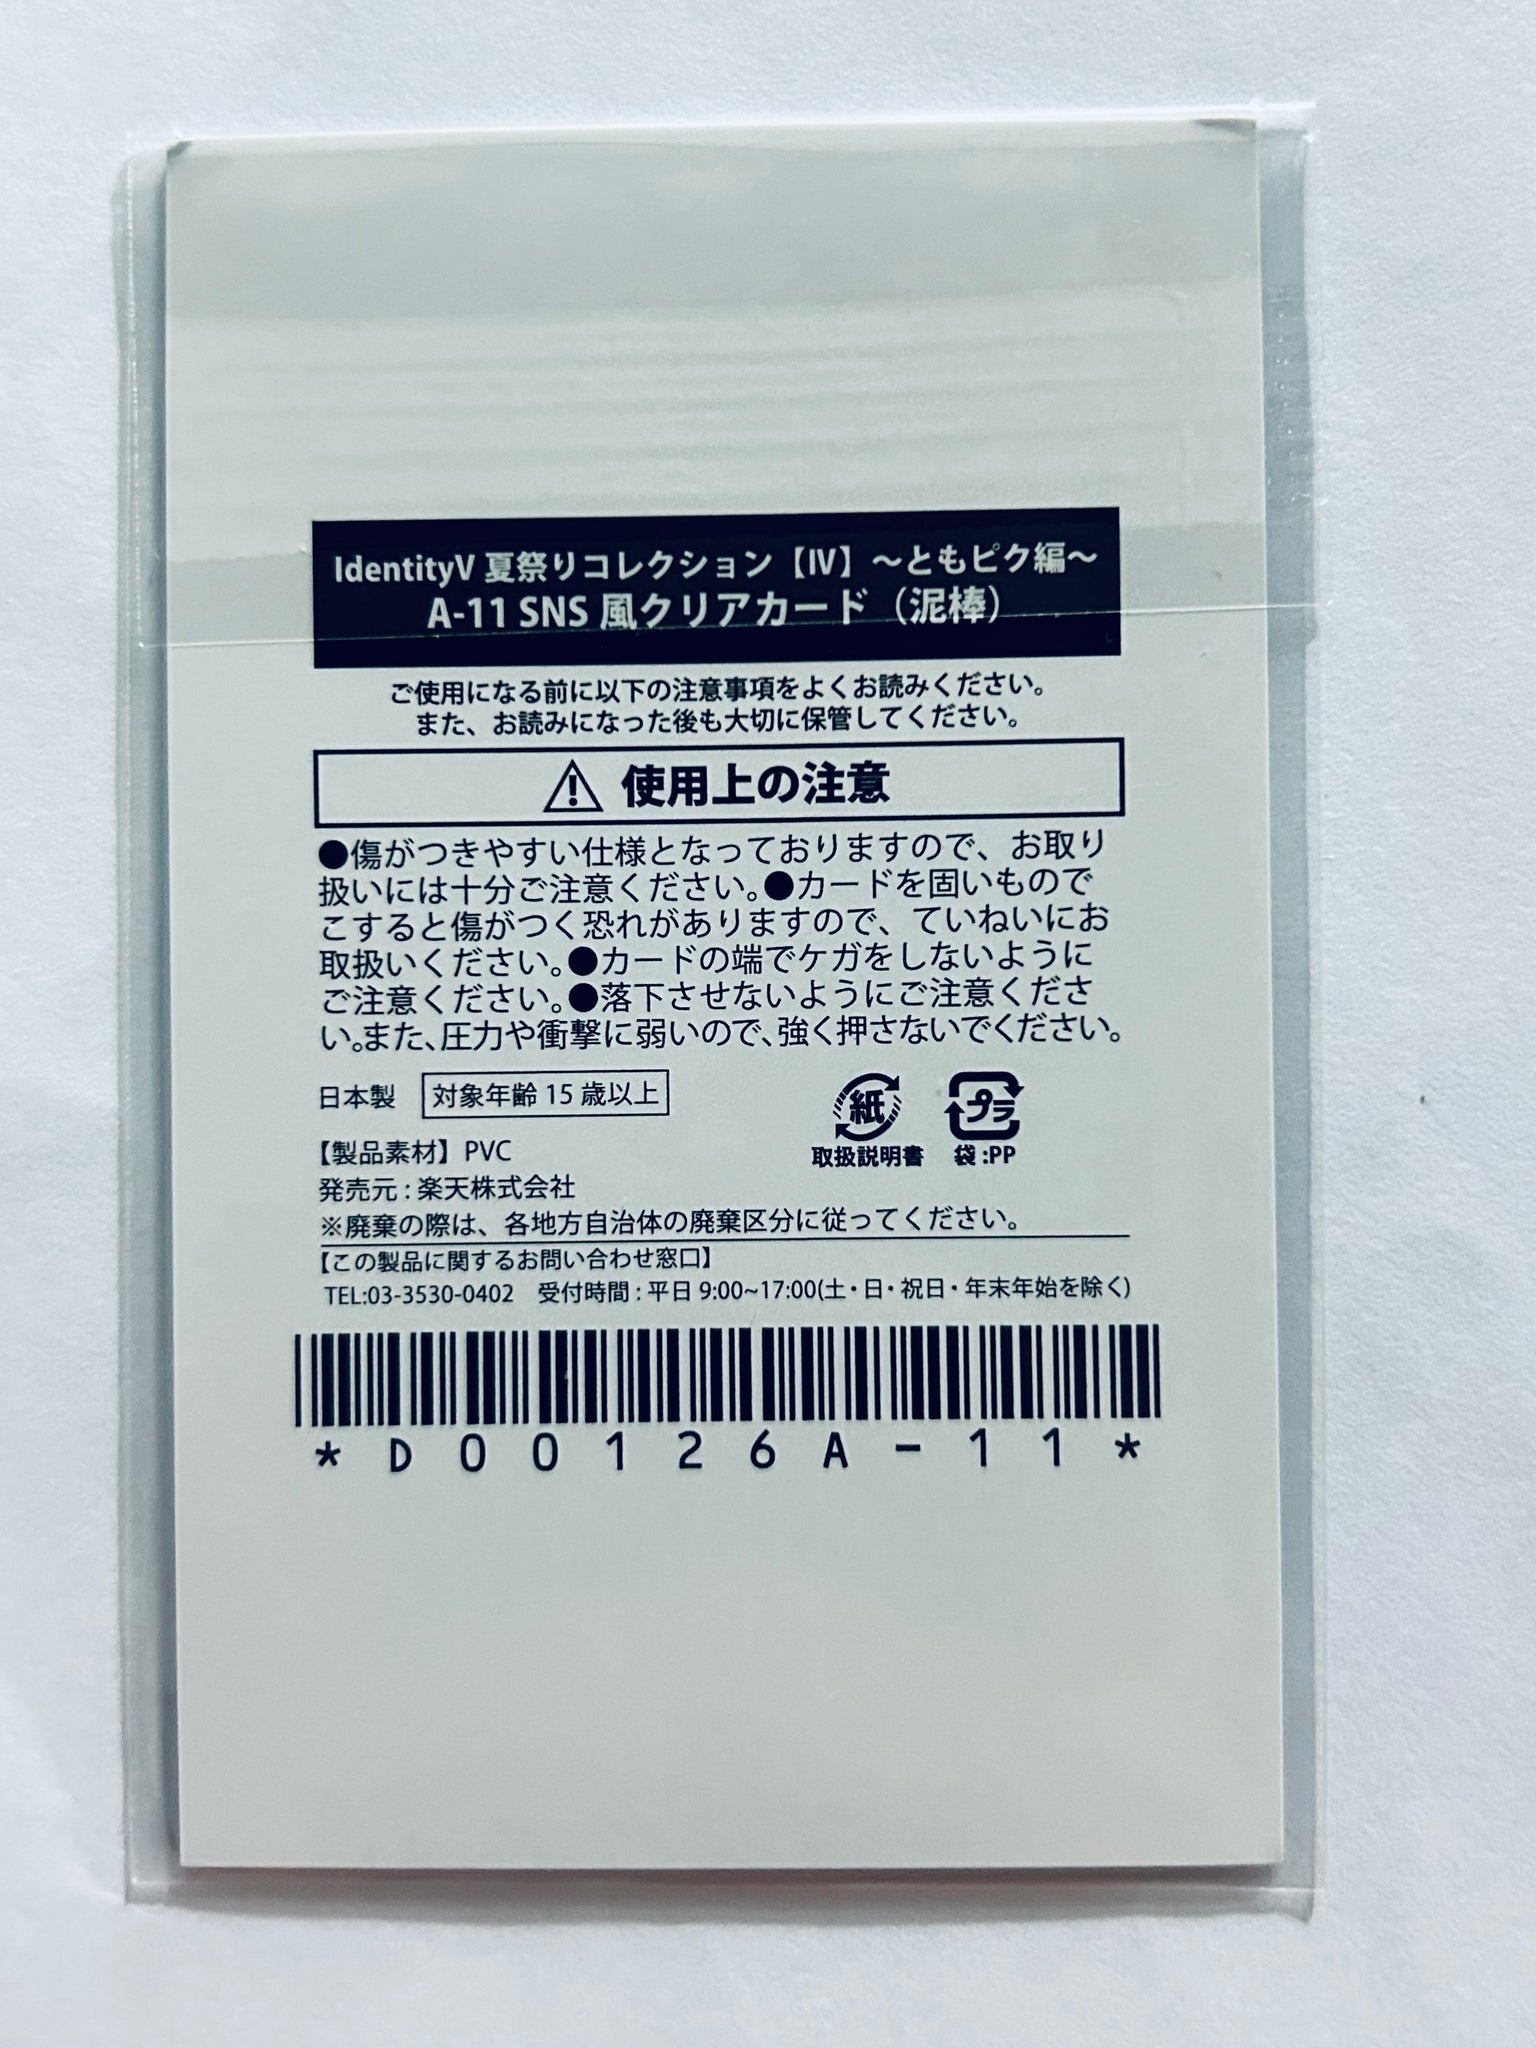 IdentityV 夏祭りコレクション【Ⅳ】～ともピク編～
A-11 SNS 風クリアカード（泥棒）
ご使用になる前に以下の注意事項をよくお読みください。
また、お読みになった後も大切に保管してください。
使用上の注意
●傷がつきやすい仕様となっておりますので、お取り
扱いには十分ご注意ください。●カードを固いもので
こすると傷がつく恐れがありますので、ていねいにお
取扱いください。●カードの端でケガをしないように
ご注意ください。●落下させないようにご注意くださ
い。また、圧力や衝撃に弱いので、強く押さないでください。
日本製 対象年齢 15 歳以上
紙 プラ
取扱説明書 袋:PP
【製品素材】PVC
発売元：楽天株式会社
※廃棄の際は、各地方自治体の廃棄区分に従ってください。
【この製品に関するお問い合わせ窓口】
TEL:03-3530-0402 受付時間：平日 9:00~17:00(土・日・祝日・年末年始を除く)
*D00126A-11*